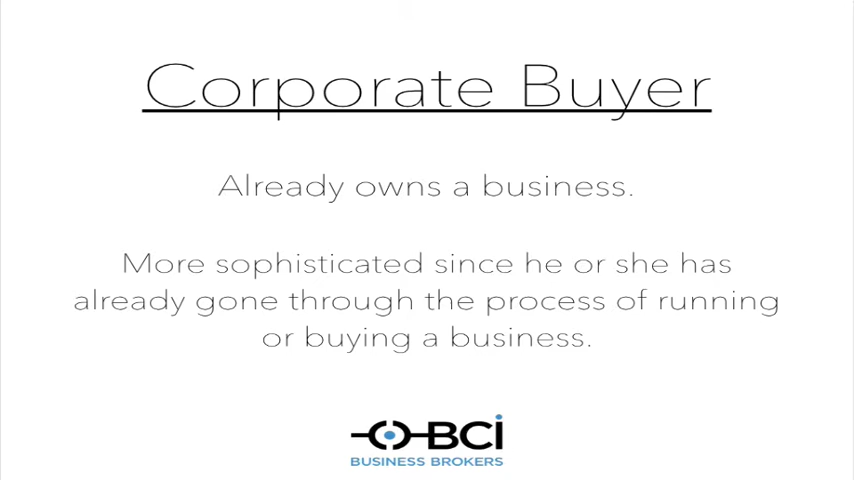 Corporate Buyer
Already owns a business.
More sophisticated since he or she has
already gone through the process of running
or buying a business.
BCi
BUSINESS BROKERS